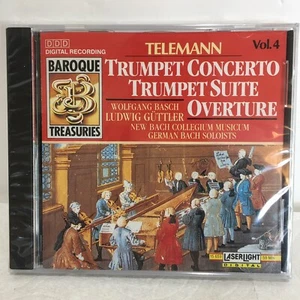 DDD
DIGITAL RECORDING
BAROQUE
B
TREASURIES
TELEMANN
Vol.4
TRUMPET CONCERTO
TRUMPET SUITE
OVERTURE
WOLFGANG BASCH
LUDWIG GÜTTLER
NEW BACH COLLEGIUM MUSICUM
GERMAN BACH SOLOISTS
LASERLIGHT
DIGITAL